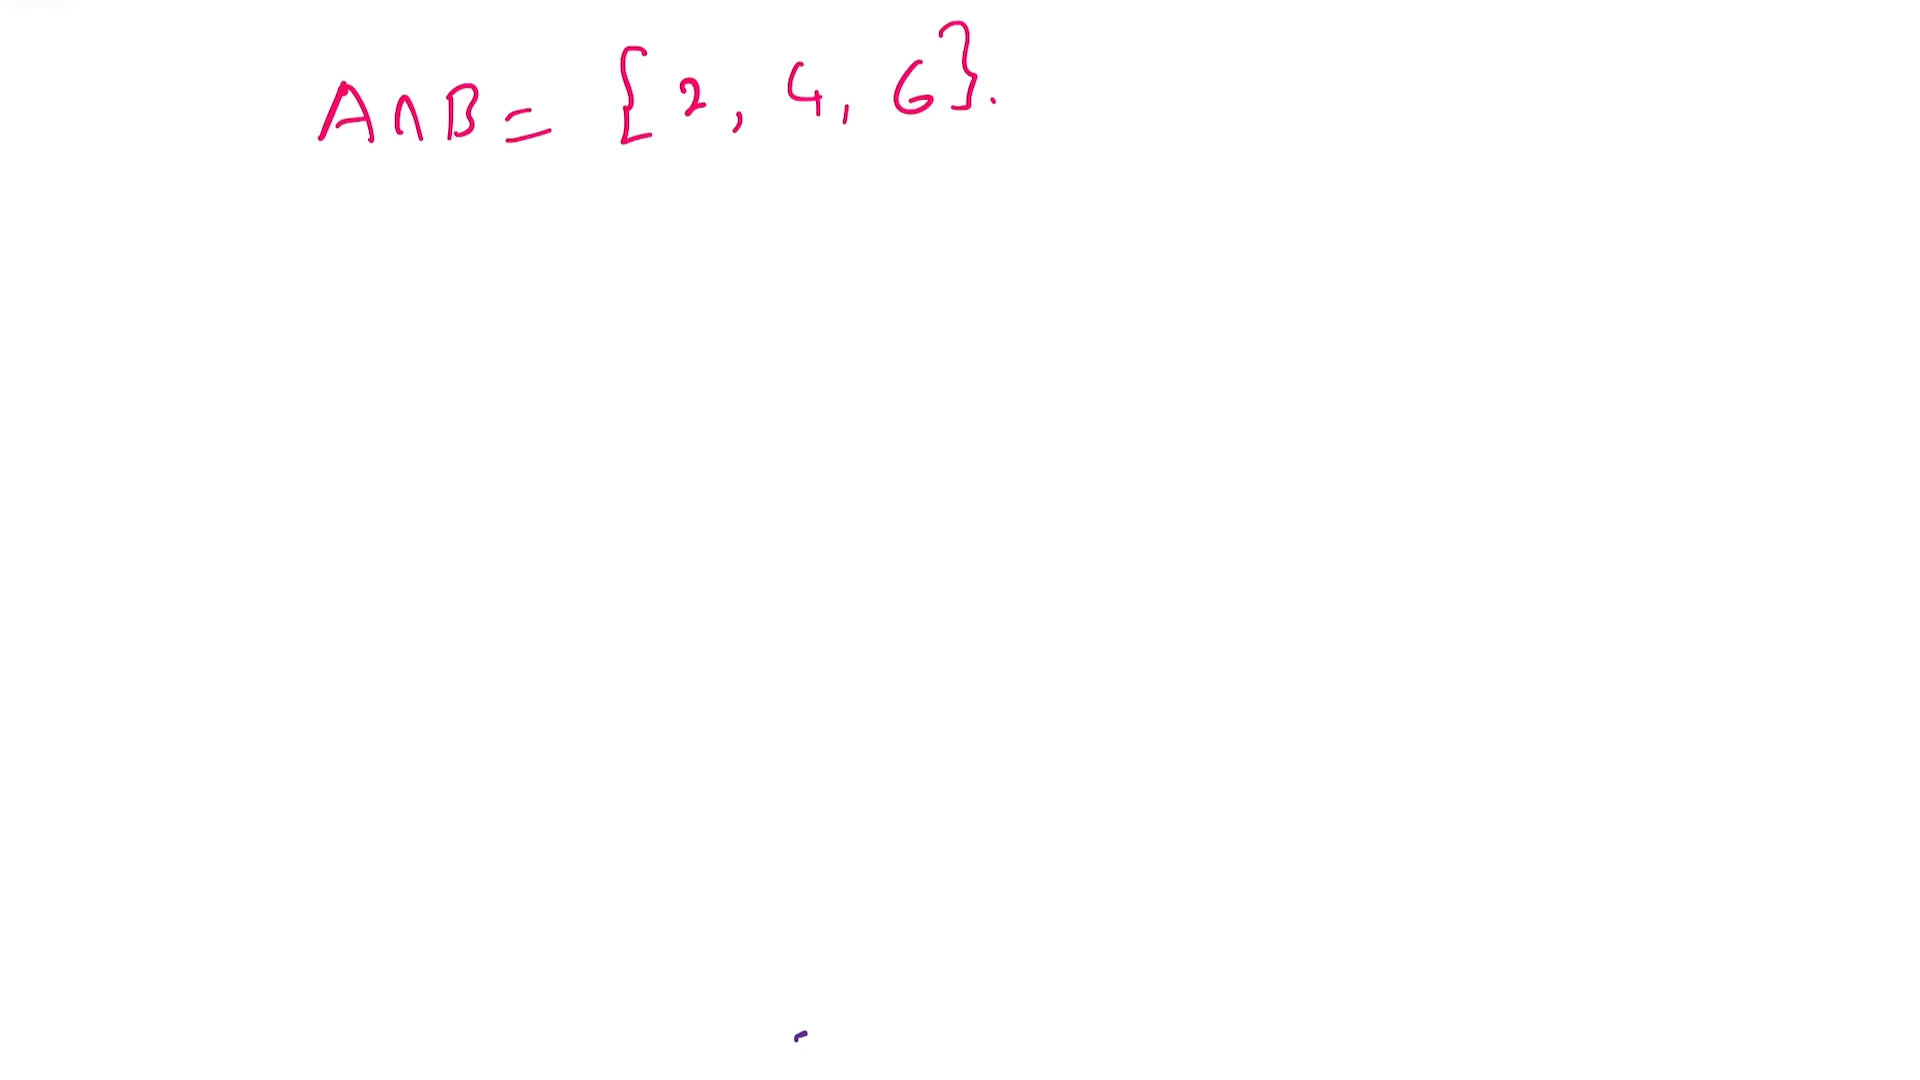 A∩B = {2, 4, 6}.